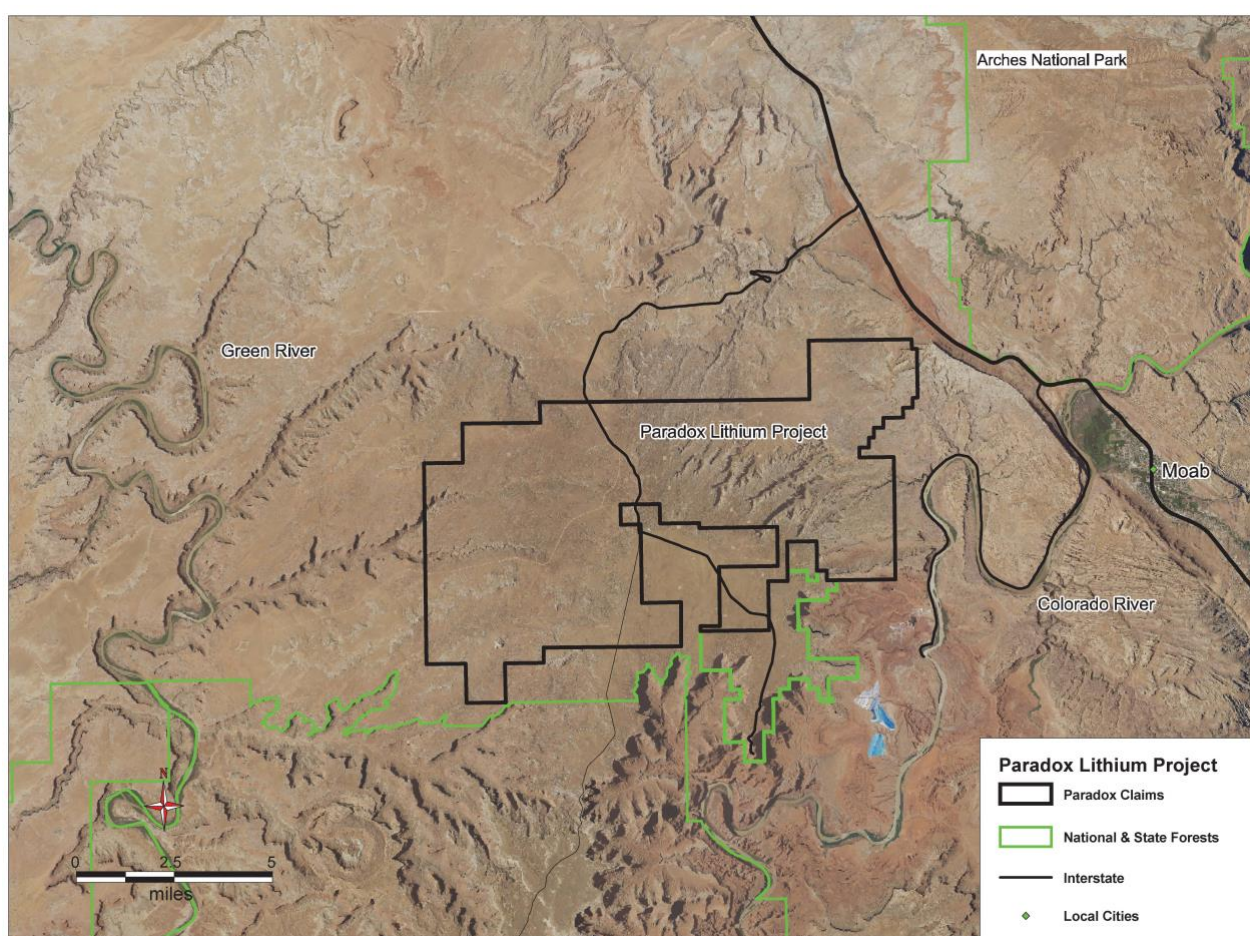 Arches National Park
Green River
Paradox Lithium Project
Moab
Colorado River
N
0 2.5 5
miles
Paradox Lithium Project
Paradox Claims
National & State Forests
Interstate
Local Cities